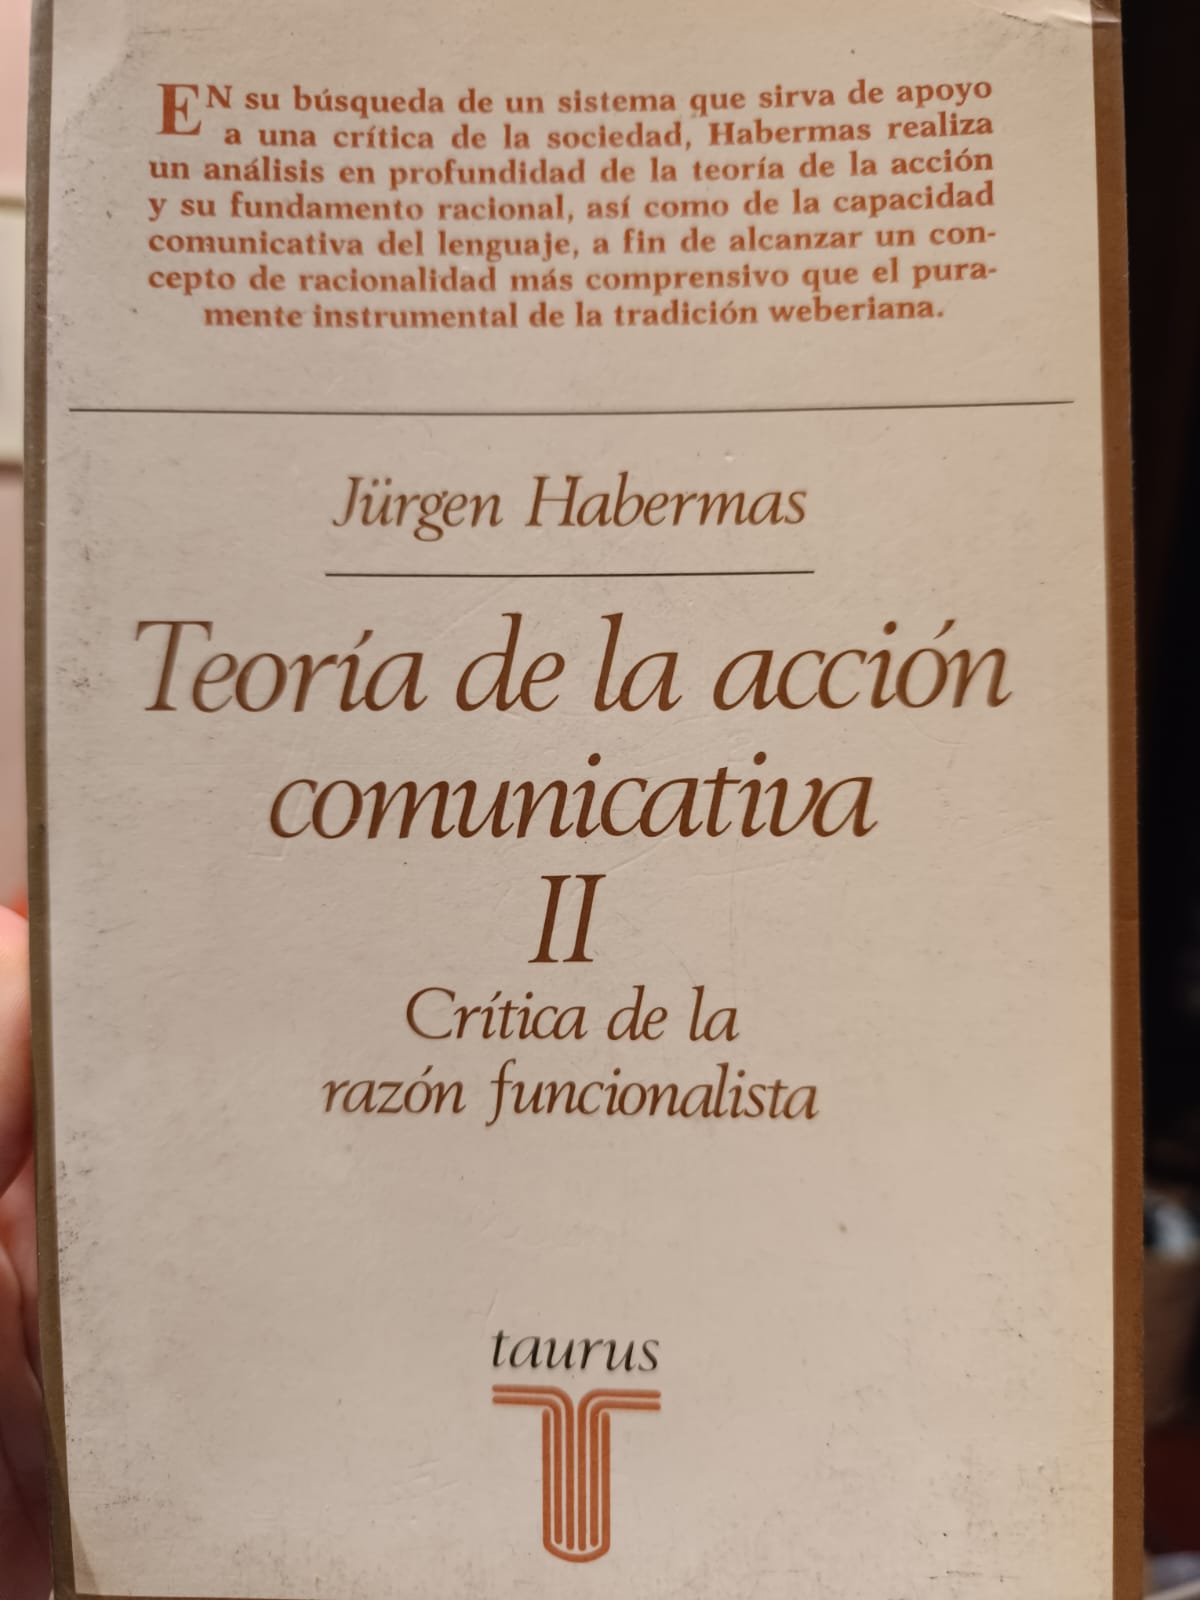 EN su búsqueda de un sistema que sirva de apoyo
a una crítica de la sociedad, Habermas realiza
un análisis en profundidad de la teoría de la acción
y su fundamento racional, así como de la capacidad
comunicativa del lenguaje, a fin de alcanzar un con-
cepto de racionalidad más comprensivo que el pura-
mente instrumental de la tradición weberiana.
Jürgen Habermas
Teoría de la acción
comunicativa
II
Crítica de la
razón funcionalista
taurus